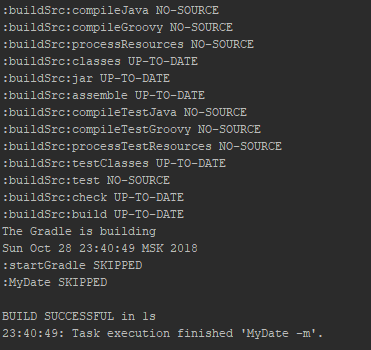 :buildSrc:compileJava NO-SOURCE
:buildSrc:compileGroovy NO-SOURCE
:buildSrc:processResources NO-SOURCE
:buildSrc:classes UP-TO-DATE
:buildSrc:jar UP-TO-DATE
:buildSrc:assemble UP-TO-DATE
:buildSrc:compileTestJava NO-SOURCE
:buildSrc:compileTestGroovy NO-SOURCE
:buildSrc:processTestResources NO-SOURCE
:buildSrc:testClasses UP-TO-DATE
:buildSrc:test NO-SOURCE
:buildSrc:check UP-TO-DATE
:buildSrc:build UP-TO-DATE
The Gradle is building
Sun Oct 28 23:40:49 MSK 2018
:startGradle SKIPPED
:MyDate SKIPPED
BUILD SUCCESSFUL in 1s
23:40:49: Task execution finished 'MyDate -m'.